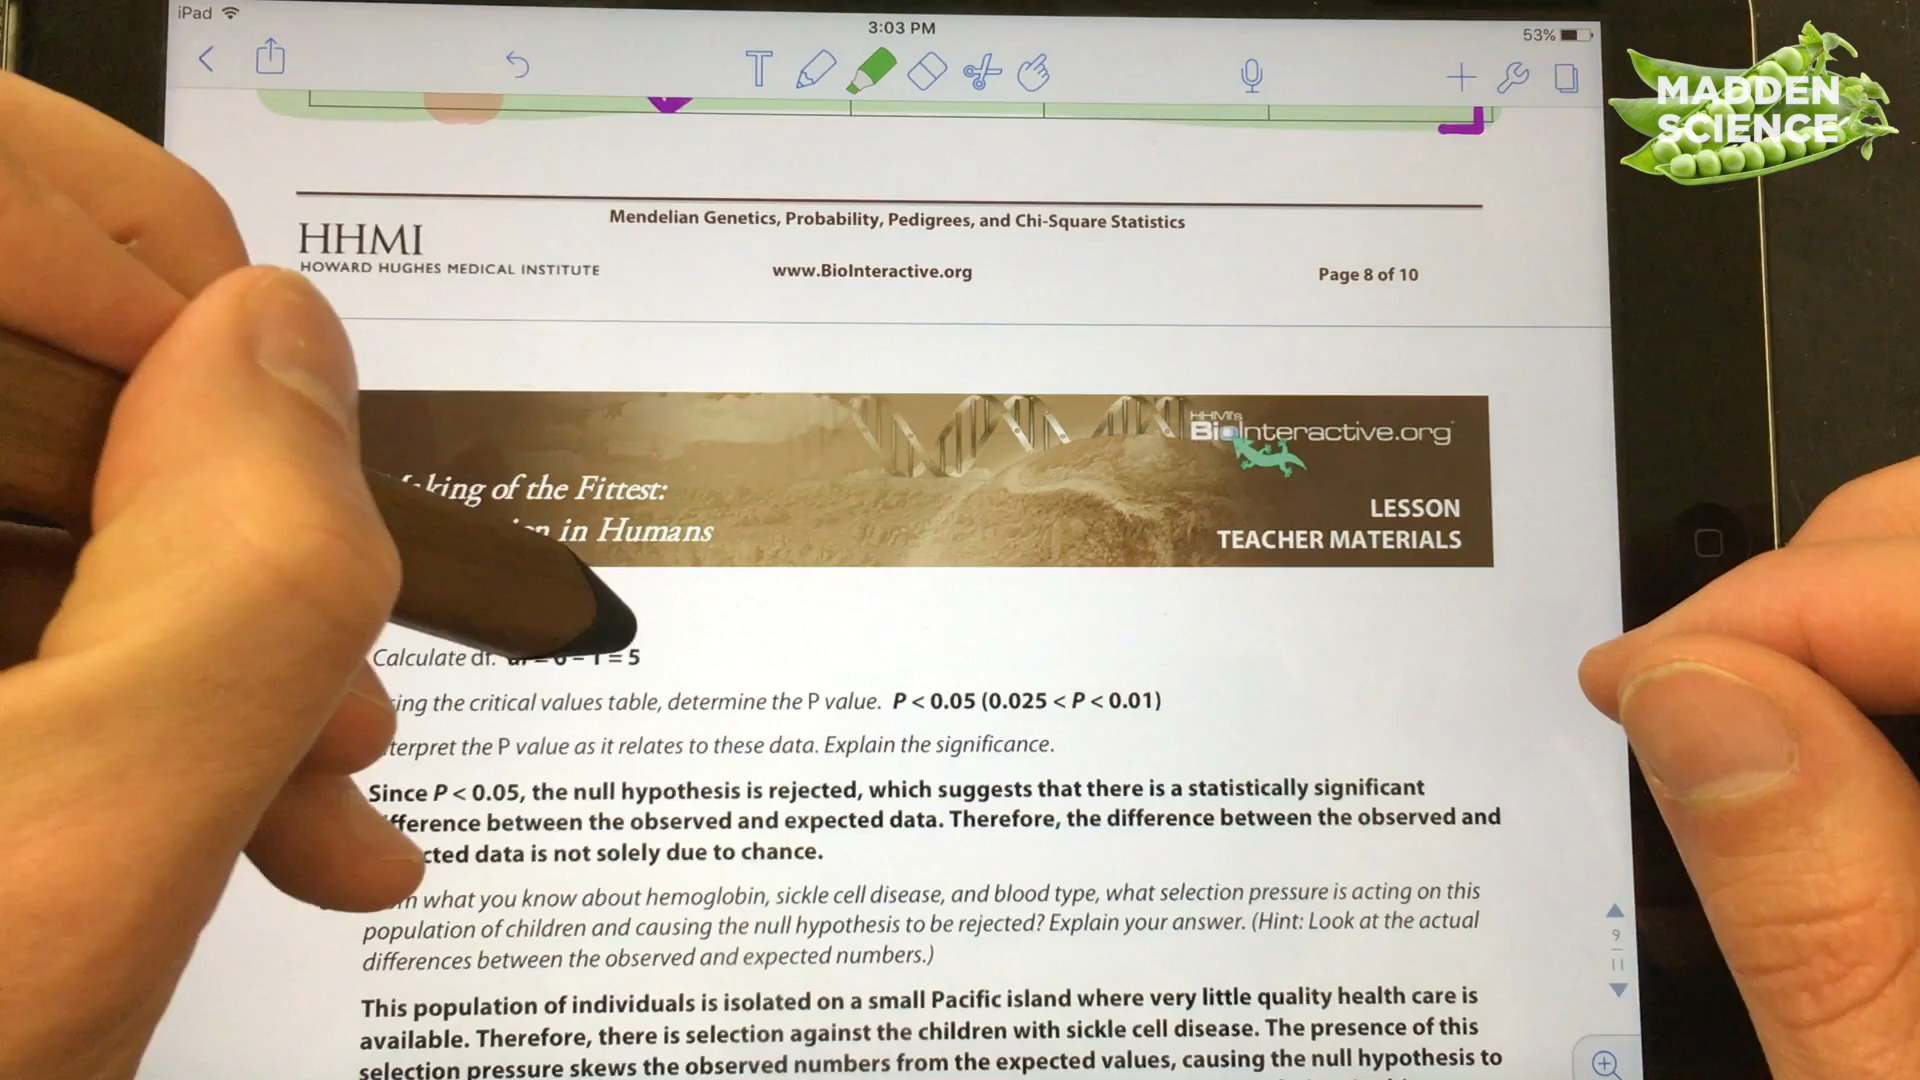 iPad
3:03 PM
53%
MADDEN
SCIENCE
Mendelian Genetics, Probability, Pedigrees, and Chi-Square Statistics
HHMI
HOWARD HUGHES MEDICAL INSTITUTE
www.BioInteractive.org
Page 8 of 10
HHMI's
BioInteractive.org
king of the Fittest:
in Humans
LESSON
TEACHER MATERIALS
Calculate df. = 5
ing the critical values table, determine the P value. P < 0.05 (0.025 < P < 0.01)
terpret the P value as it relates to these data. Explain the significance.
Since P < 0.05, the null hypothesis is rejected, which suggests that there is a statistically significant
fference between the observed and expected data. Therefore, the difference between the observed and
cted data is not solely due to chance.
what you know about hemoglobin, sickle cell disease, and blood type, what selection pressure is acting on this
population of children and causing the null hypothesis to be rejected? Explain your answer. (Hint: Look at the actual
differences between the observed and expected numbers.)
This population of individuals is isolated on a small Pacific island where very little quality health care is
available. Therefore, there is selection against the children with sickle cell disease. The presence of this
selection pressure skews the observed numbers from the expected values, causing the null hypothesis to
9
11